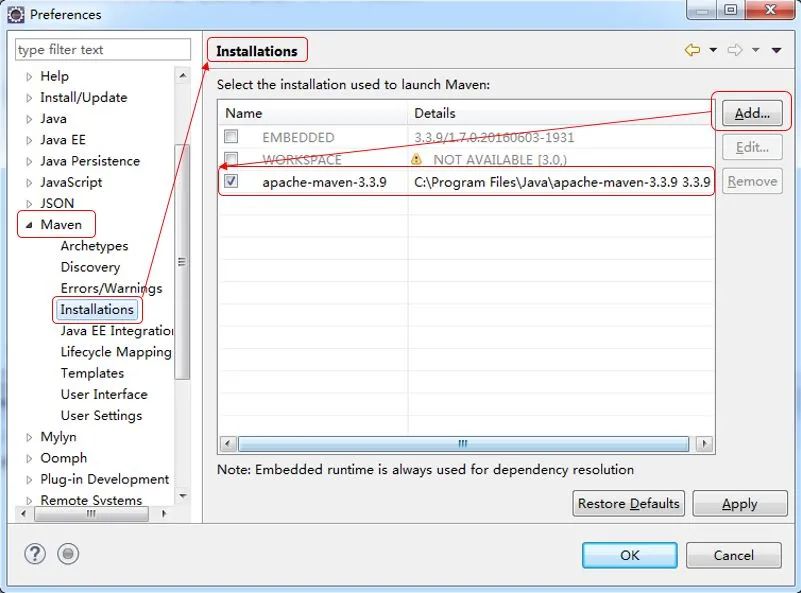 Preferences
type filter text
Help
Install/Update
Java
Java EE
Java Persistence
JavaScript
JSON
Maven
Archetypes
Discovery
Errors/Warnings
Installations
Java EE Integration
Lifecycle Mapping
Templates
User Interface
User Settings
Mylyn
Oomph
Plug-in Development
Remote Systems
Installations
Select the installation used to launch Maven:
Name Details
EMBEDDED 3.3.9/1.7.0.20160603-1931
WORKSPACE NOT AVAILABLE [3.0,)
apache-maven-3.3.9 C:\Program Files\Java\apache-maven-3.3.9 3.3.9
Add...
Edit...
Remove
Note: Embedded runtime is always used for dependency resolution
Restore Defaults Apply
? OK Cancel